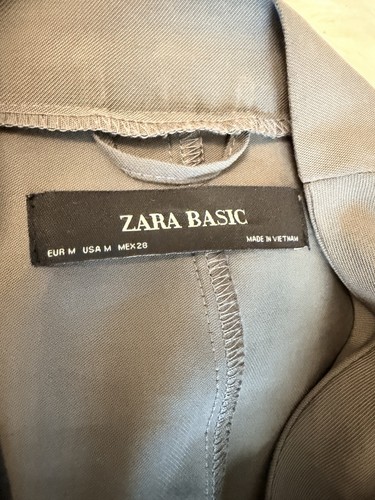 ZARA BASIC
EUR M USA M MEX 28 MADE IN VIETNAM